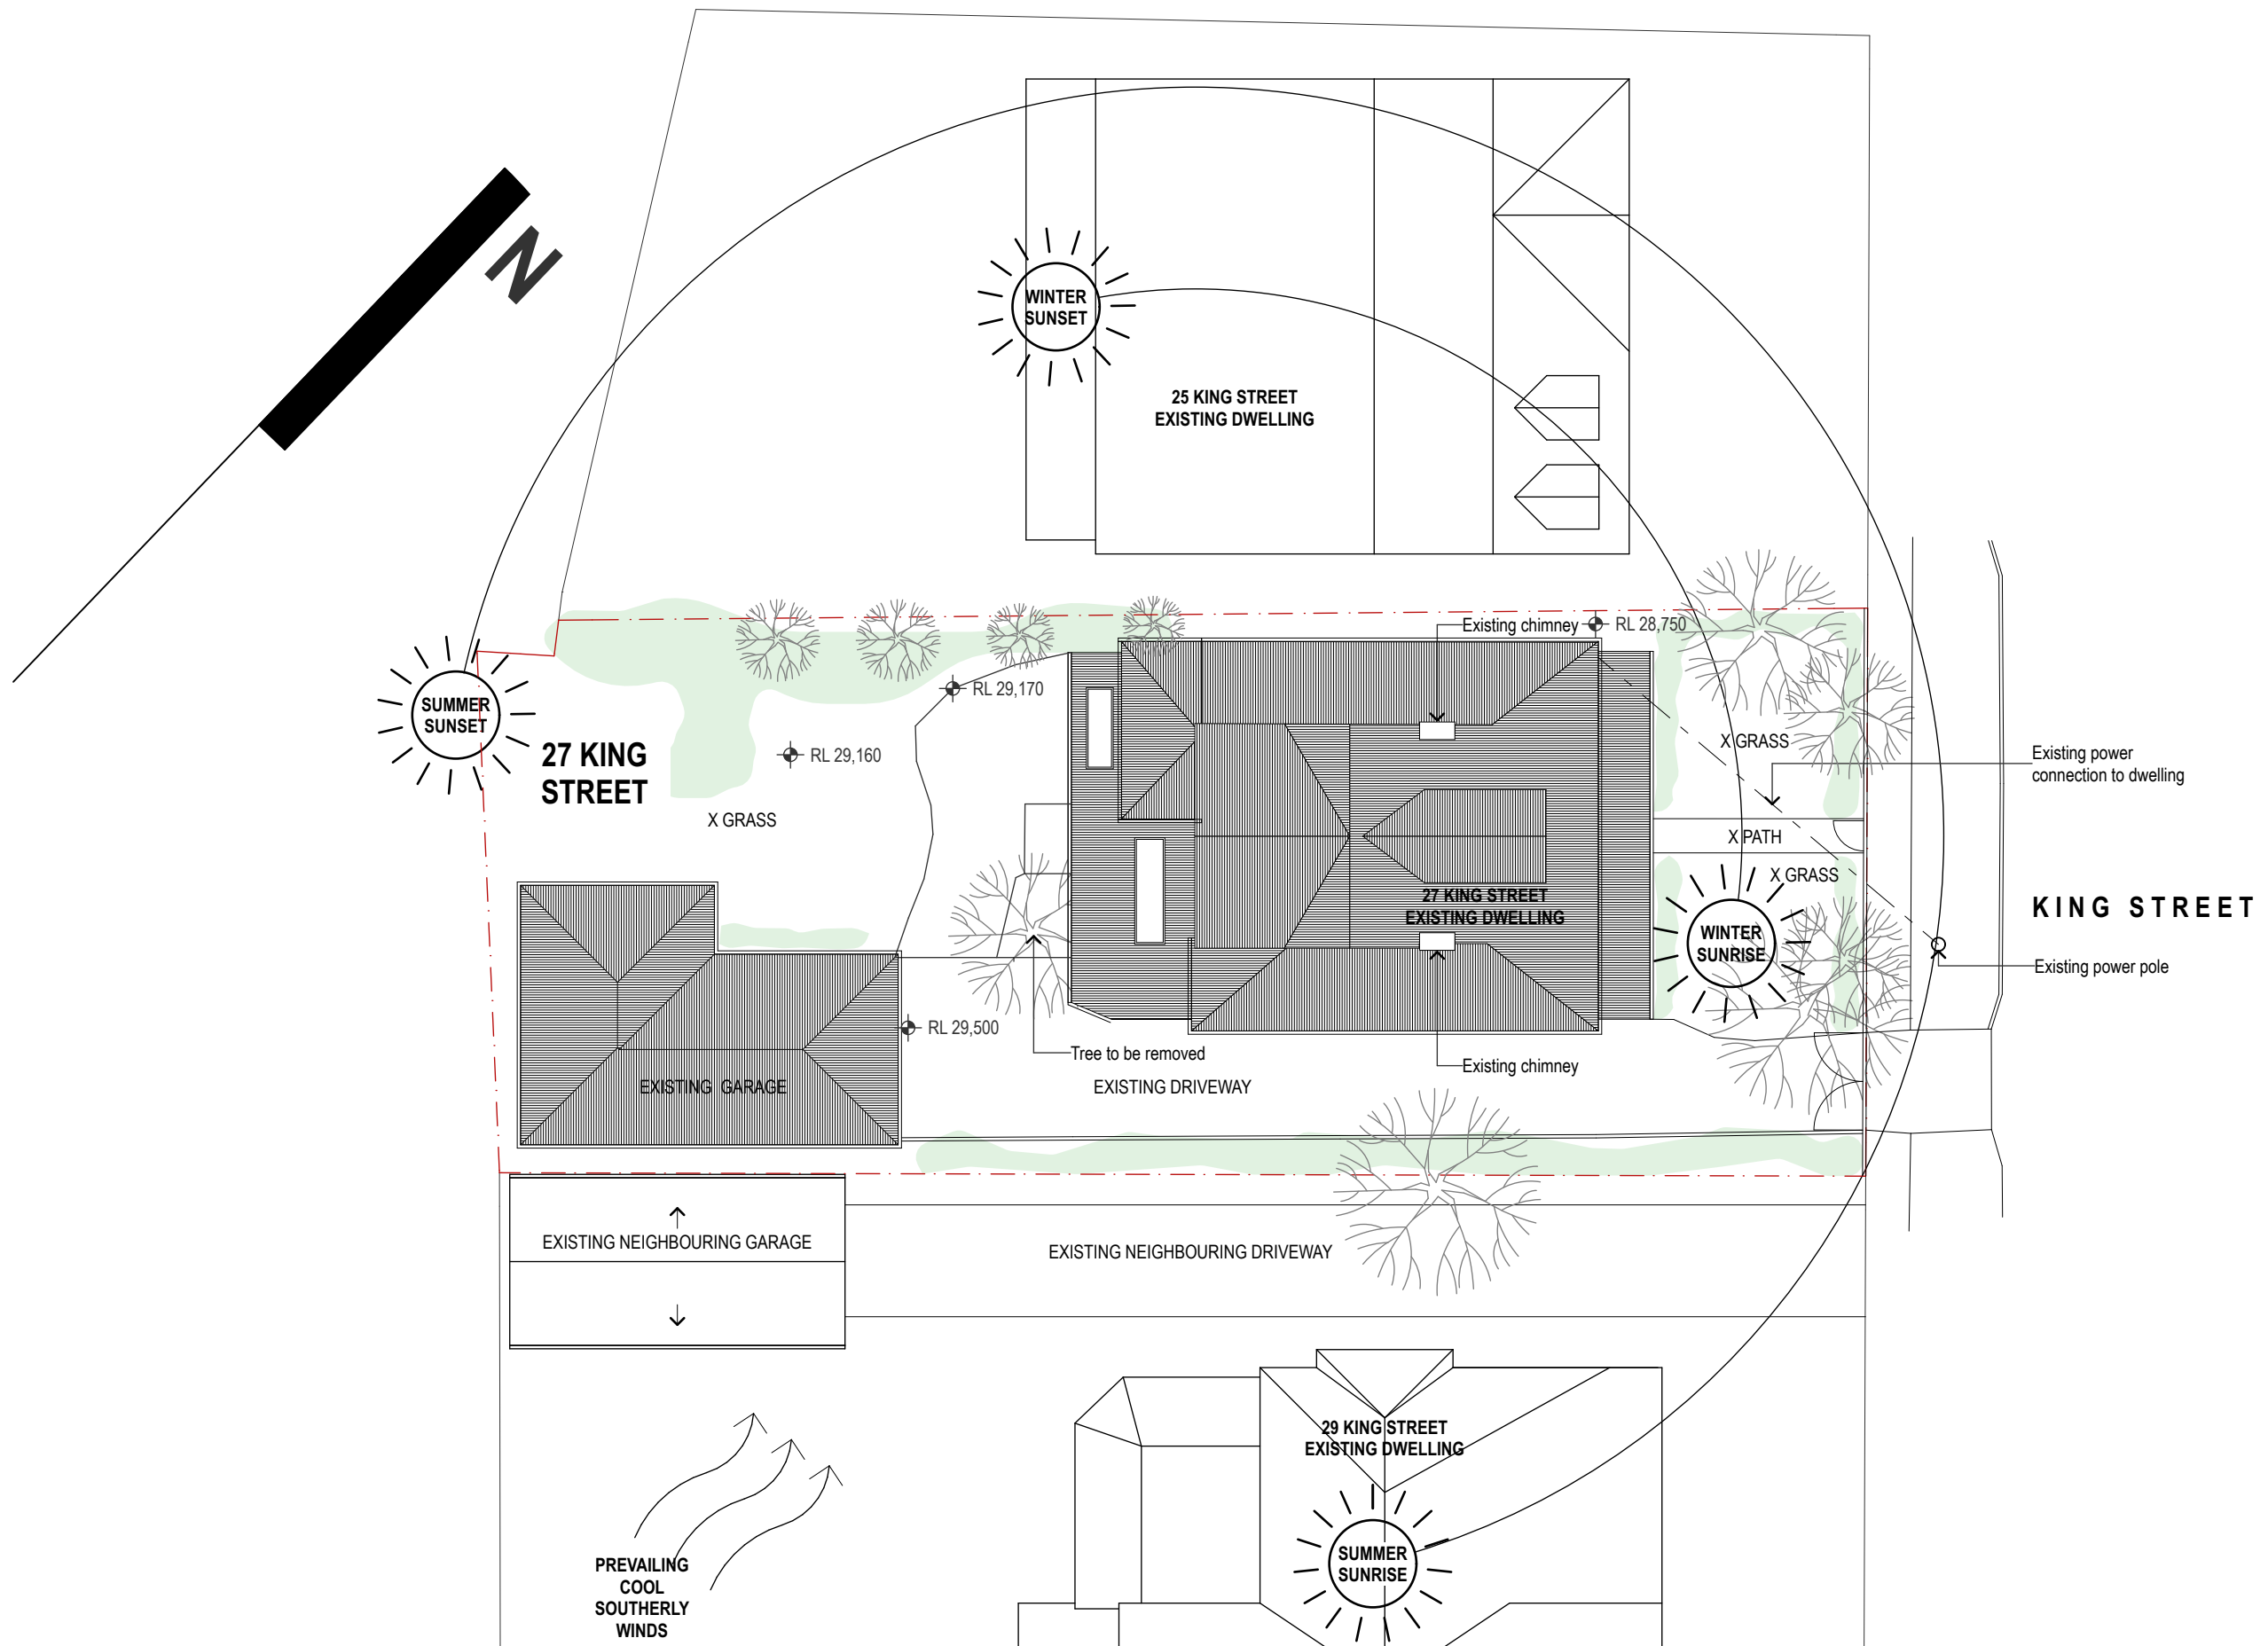 N
WINTER
SUNSET
25 KING STREET
EXISTING DWELLING
Existing chimney
RL 28,750
RL 29,170
SUMMER
SUNSET
27 KING
STREET
RL 29,160
X GRASS
X GRASS
Existing power
connection to dwelling
X PATH
X GRASS
27 KING STREET
EXISTING DWELLING
KING STREET
WINTER
SUNRISE
Existing power pole
RL 29,500
Tree to be removed
Existing chimney
EXISTING GARAGE
EXISTING DRIVEWAY
EXISTING NEIGHBOURING GARAGE
EXISTING NEIGHBOURING DRIVEWAY
29 KING STREET
EXISTING DWELLING
SUMMER
SUNRISE
PREVAILING
COOL
SOUTHERLY
WINDS